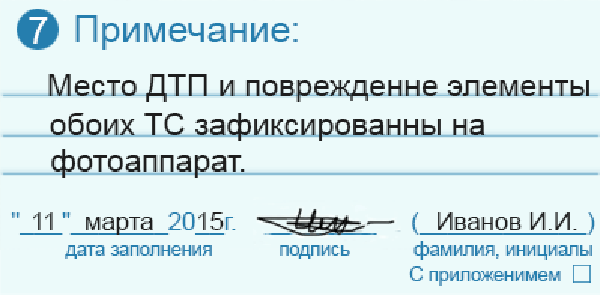 7 Примечание:
Место ДТП и поврежденне элементы
обоих ТС зафиксированны на
фотоаппарат.
"11" марта 2015г. (Иванов И.И.)
дата заполнения подпись фамилия, инициалы
С приложенимем